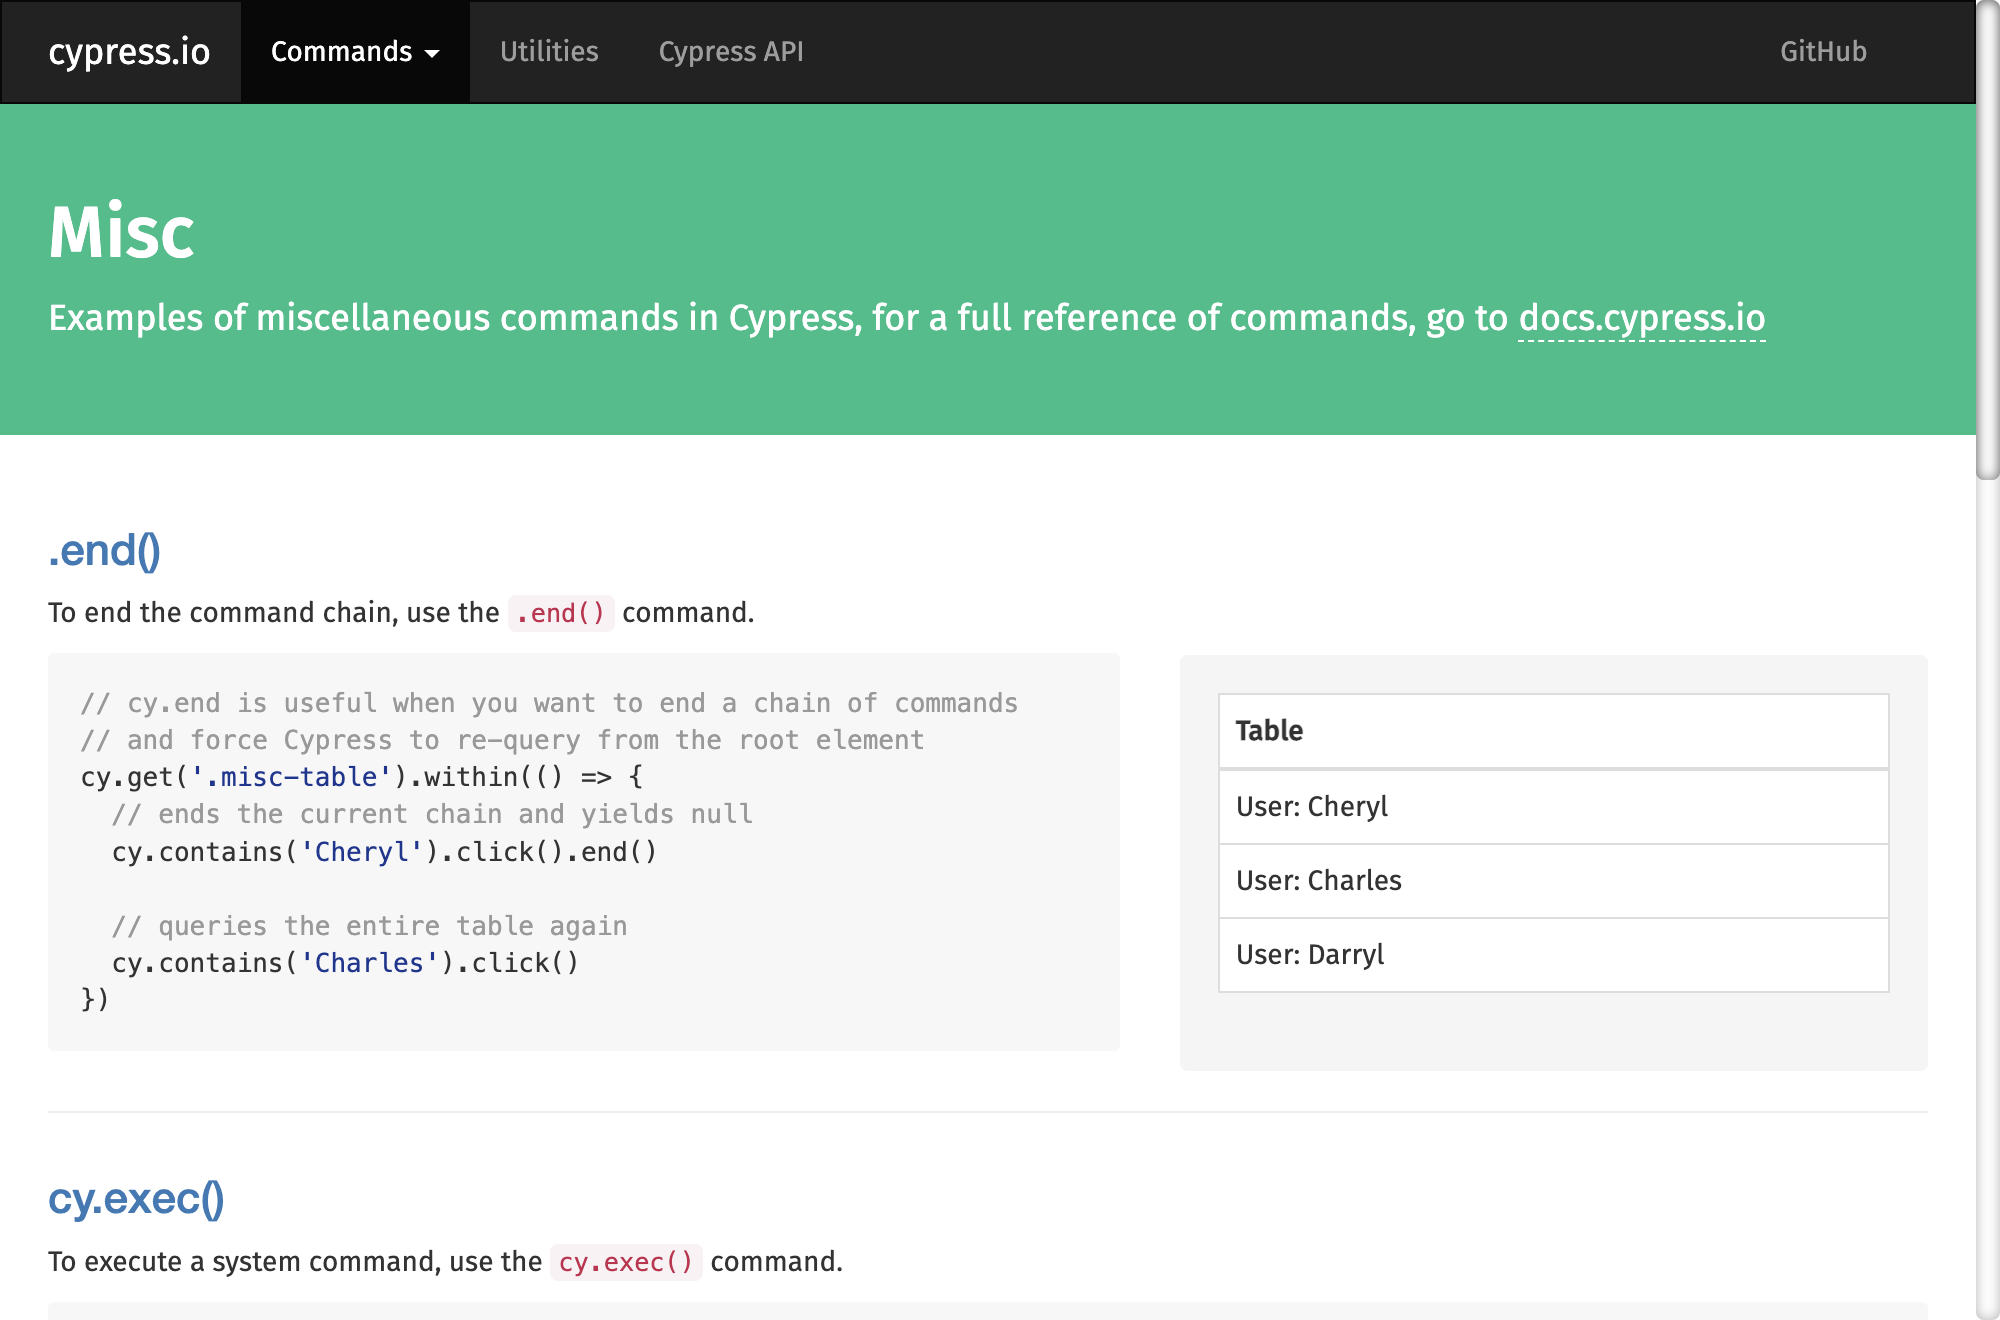 cypress.io Commands Utilities Cypress API GitHub
Misc
Examples of miscellaneous commands in Cypress, for a full reference of commands, go to docs.cypress.io
.end()
To end the command chain, use the .end() command.
// cy.end is useful when you want to end a chain of commands
// and force Cypress to re-query from the root element
cy.get('.misc-table').within(() => {
  // ends the current chain and yields null
  cy.contains('Cheryl').click().end()
  // queries the entire table again
  cy.contains('Charles').click()
})
Table
User: Cheryl
User: Charles
User: Darryl
cy.exec()
To execute a system command, use the cy.exec() command.